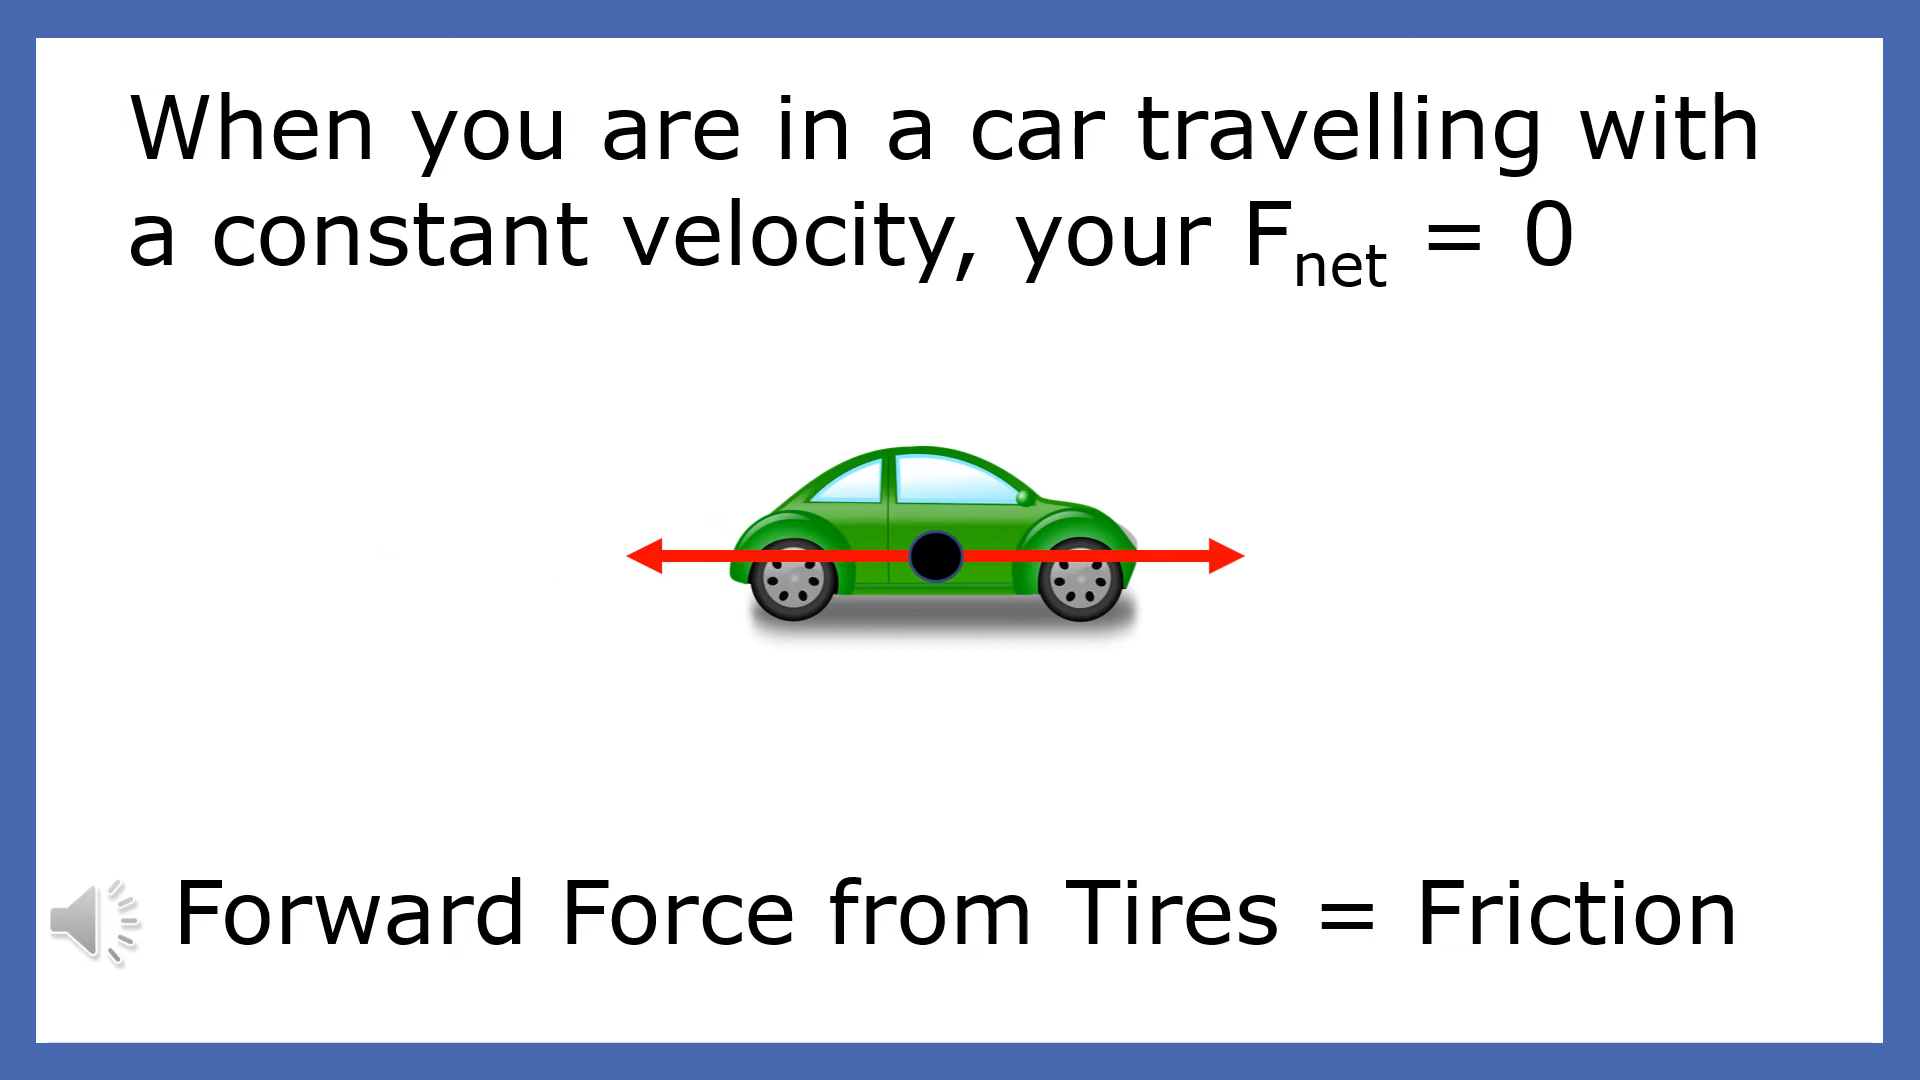 When you are in a car travelling with
a constant velocity, your Fnet = 0
Forward Force from Tires = Friction